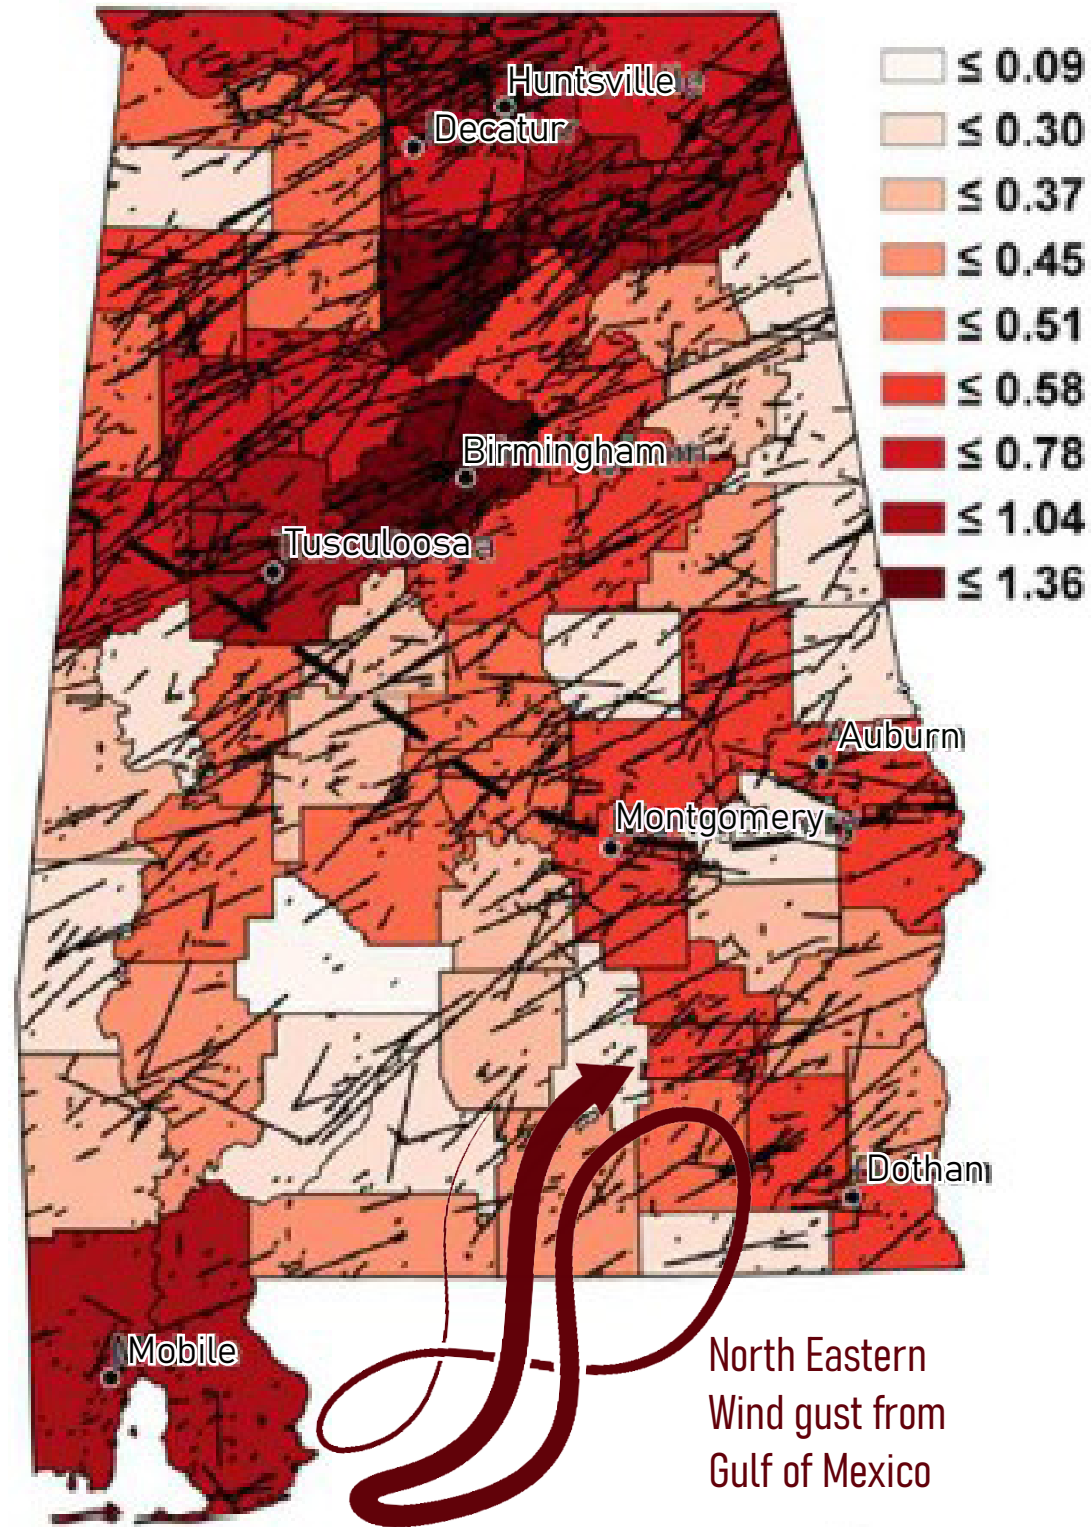 Huntsville
Decatur
Birmingham
Tusculoosa
Auburn
Montgomery
Dotham
Mobile
≤ 0.09
≤ 0.30
≤ 0.37
≤ 0.45
≤ 0.51
≤ 0.58
≤ 0.78
≤ 1.04
≤ 1.36
North Eastern
Wind gust from
Gulf of Mexico